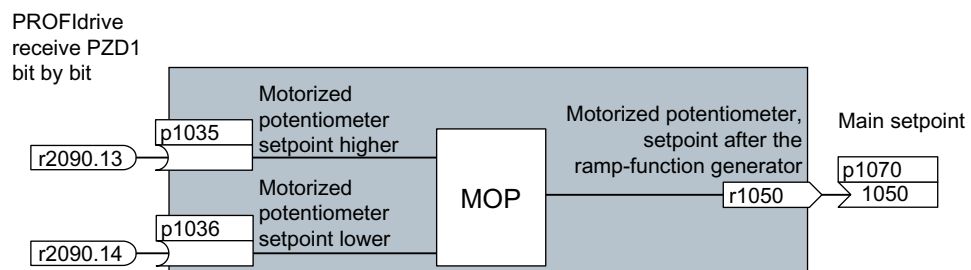 PROFIdrive
receive PZD1
bit by bit
Motorized
potentiometer
setpoint higher
p1035
r2090.13
Motorized
potentiometer
setpoint lower
p1036
r2090.14
MOP
Motorized potentiometer,
setpoint after the
ramp-function generator
r1050
Main setpoint
p1070
1050